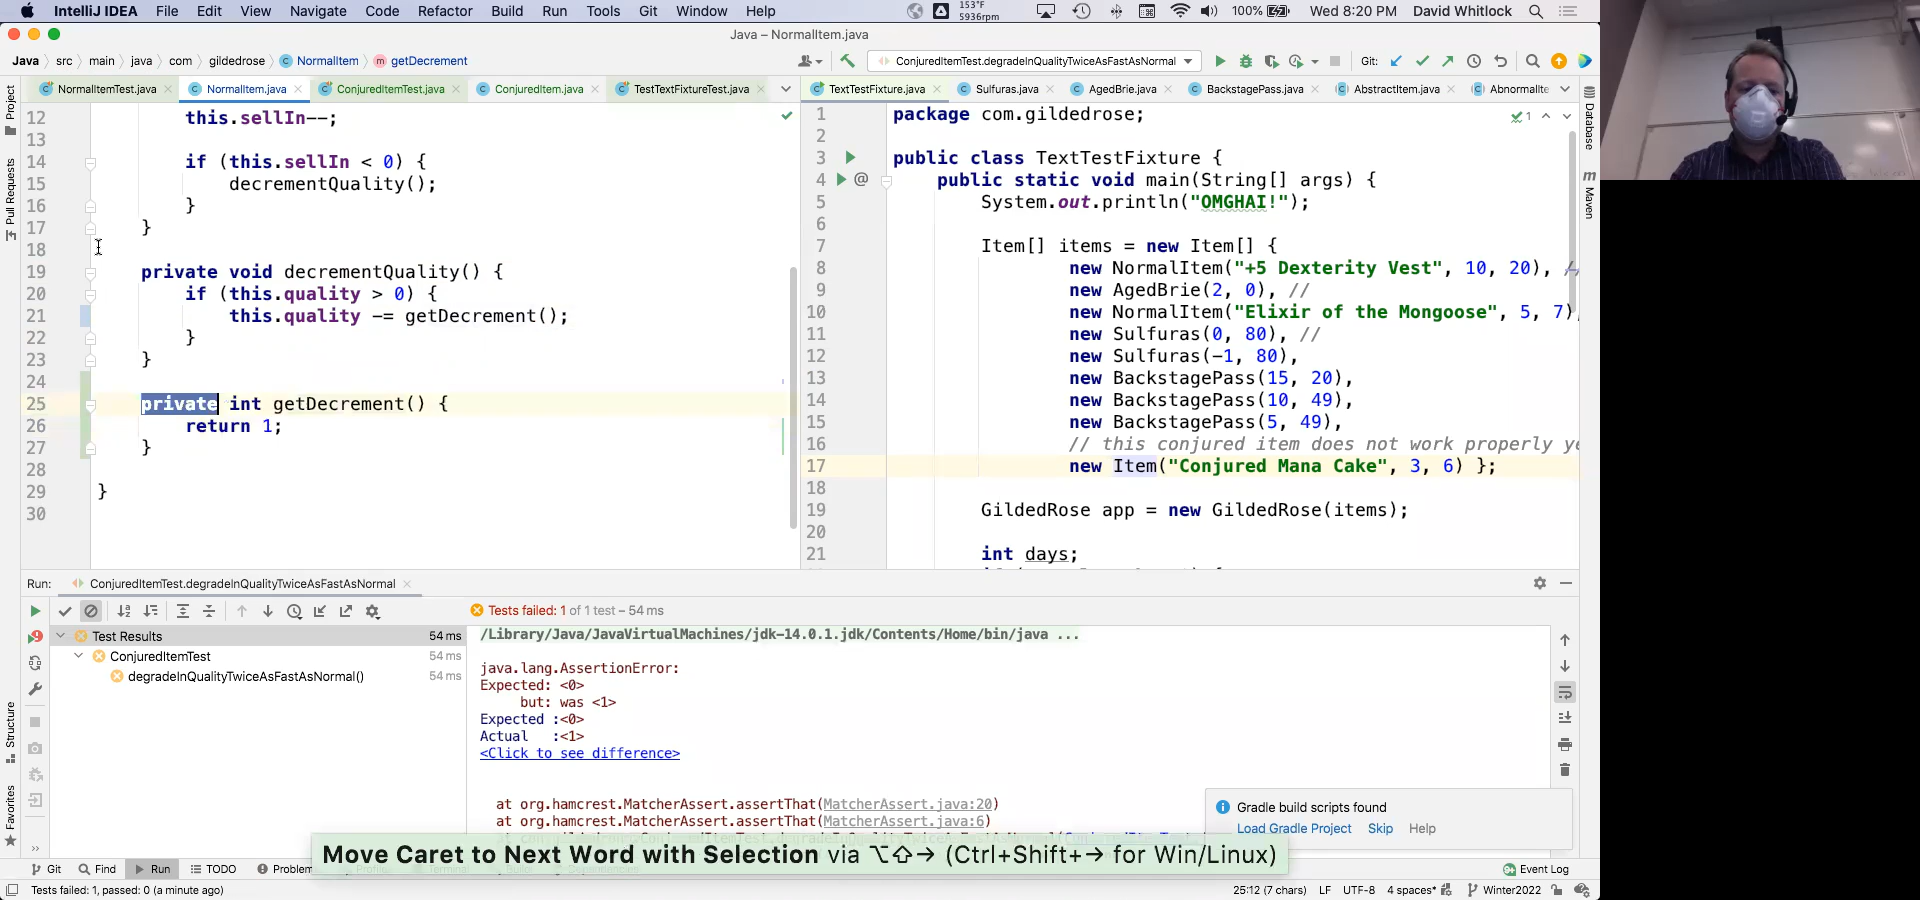 IntelliJ IDEA File Edit View Navigate Code Refactor Build Run Tools Git Window Help 153°F 5936rpm 100% Wed 8:20 PM David Whitlock
Java – NormalItem.java
Java src main java com gildedrose NormalItem getDecrement ConjuredItemTest.degradeInQualityTwiceAsFastAsNormal Git:
NormalItemTest.java NormalItem.java ConjuredItemTest.java ConjuredItem.java TestTextFixtureTest.java TextTestFixture.java Sulfuras.java AgedBrie.java BackstagePass.java AbstractItem.java AbnormalIte
Project
Pull Requests
Structure
Favorites
12 this.sellIn--;
13
14 if (this.sellIn < 0) {
15 decrementQuality();
16 }
17 }
18
19 private void decrementQuality() {
20 if (this.quality > 0) {
21 this.quality -= getDecrement();
22 }
23 }
24
25 private int getDecrement() {
26 return 1;
27 }
28
29 }
30
1 package com.gildedrose;
2
3 public class TextTestFixture {
4 @ public static void main(String[] args) {
5 System.out.println("OMGHAI!");
6
7 Item[] items = new Item[] {
8 new NormalItem("+5 Dexterity Vest", 10, 20), //
9 new AgedBrie(2, 0), //
10 new NormalItem("Elixir of the Mongoose", 5, 7)
11 new Sulfuras(0, 80), //
12 new Sulfuras(-1, 80),
13 new BackstagePass(15, 20),
14 new BackstagePass(10, 49),
15 new BackstagePass(5, 49),
16 // this conjured item does not work properly ye
17 new Item("Conjured Mana Cake", 3, 6) };
18
19 GildedRose app = new GildedRose(items);
20
21 int days;
1
Database
Maven
Run: ConjuredItemTest.degradeInQualityTwiceAsFastAsNormal
Tests failed: 1 of 1 test – 54 ms
Test Results 54 ms
ConjuredItemTest 54 ms
degradeInQualityTwiceAsFastAsNormal() 54 ms
/Library/Java/JavaVirtualMachines/jdk-14.0.1.jdk/Contents/Home/bin/java ...
java.lang.AssertionError:
Expected: <0>
but: was <1>
Expected :<0>
Actual :<1>
<Click to see difference>
at org.hamcrest.MatcherAssert.assertThat(MatcherAssert.java:20)
at org.hamcrest.MatcherAssert.assertThat(MatcherAssert.java:6)
Gradle build scripts found
Load Gradle Project Skip Help
Move Caret to Next Word with Selection via ⌥⇧→ (Ctrl+Shift+→ for Win/Linux)
Git Find Run TODO Problem Event Log
Tests failed: 1, passed: 0 (a minute ago) 25:12 (7 chars) LF UTF-8 4 spaces* Winter2022